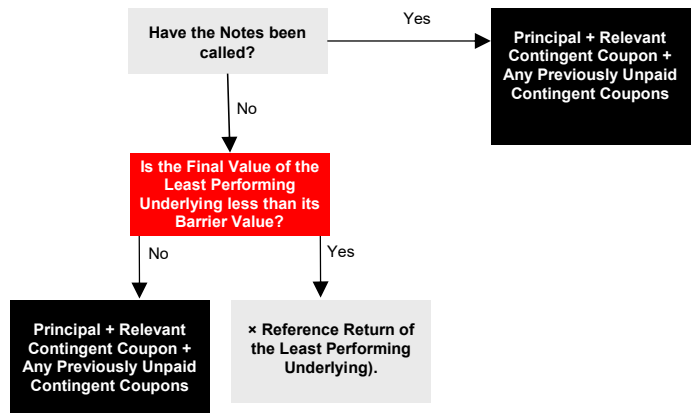 Have the Notes been
called?
Yes
Principal + Relevant
Contingent Coupon +
Any Previously Unpaid
Contingent Coupons
No
Is the Final Value of the
Least Performing
Underlying less than its
Barrier Value?
No
Yes
Principal + Relevant
Contingent Coupon +
Any Previously Unpaid
Contingent Coupons
× Reference Return of
the Least Performing
Underlying).